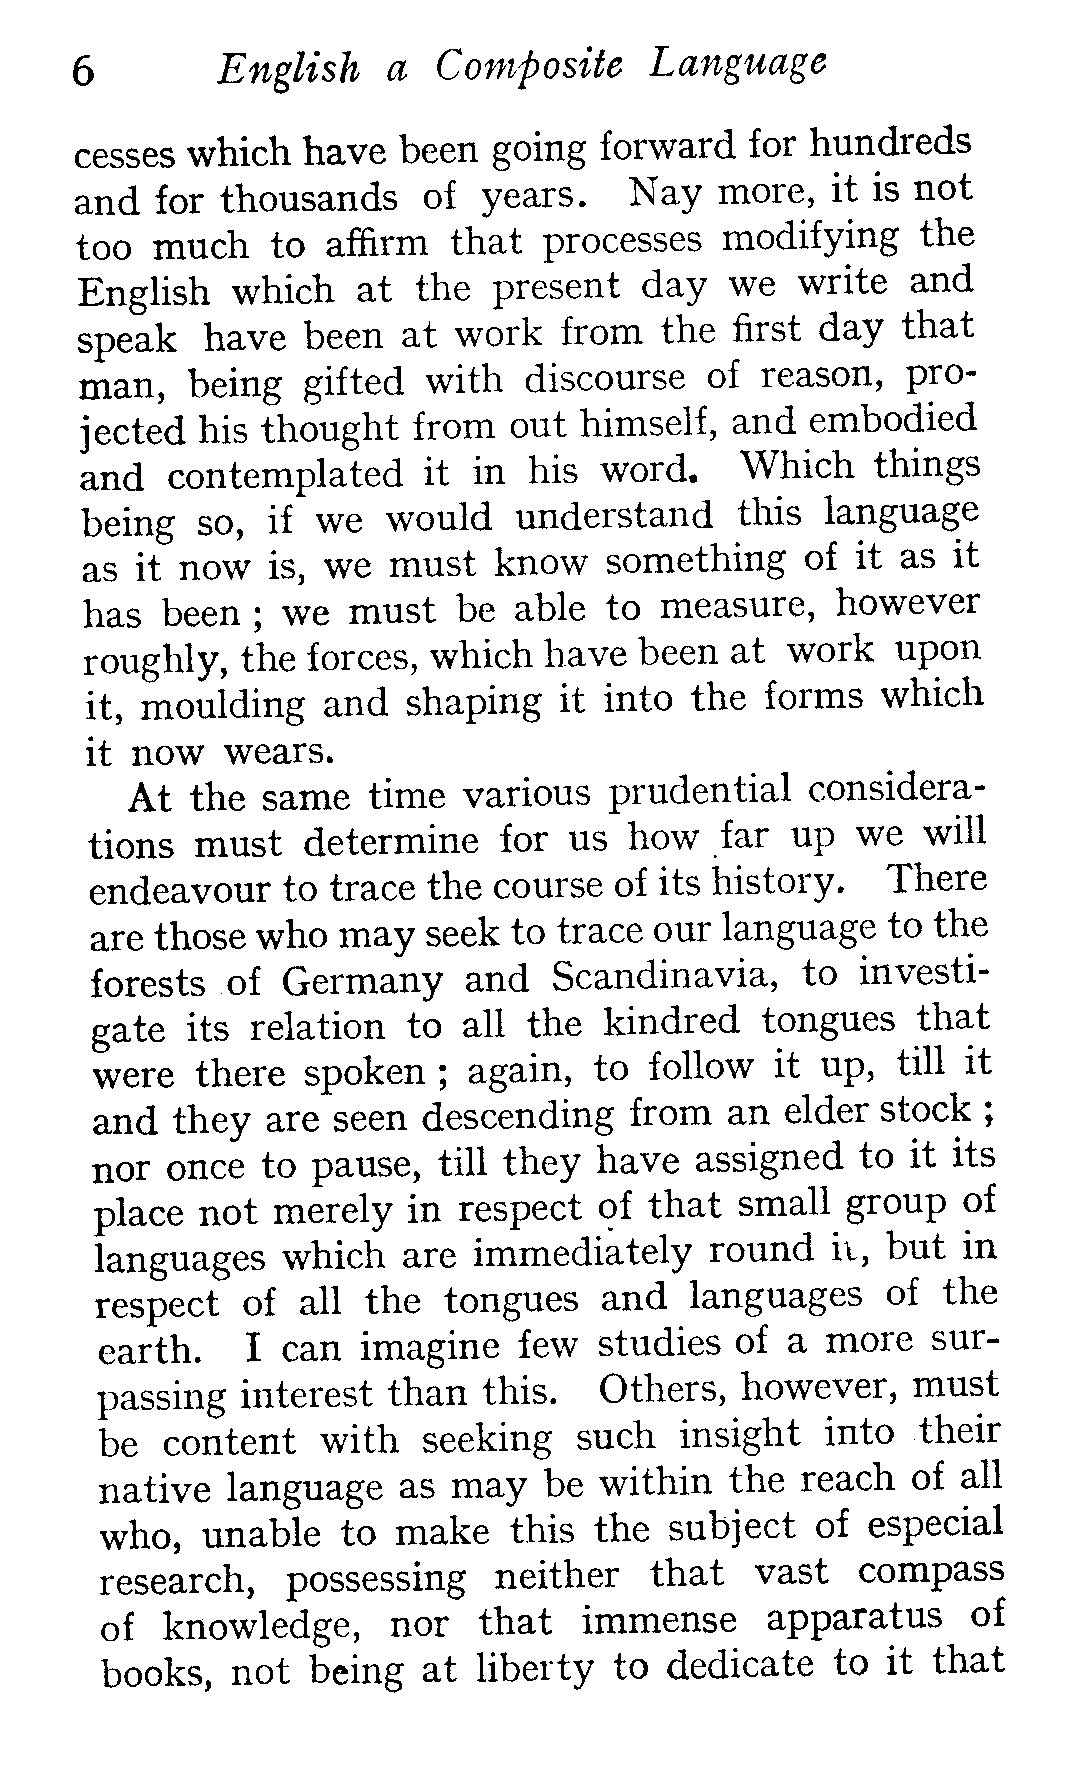 6 English a Composite Language
cesses which have been going forward for hundreds
and for thousands of years. Nay more, it is not
too much to affirm that processes modifying the
English which at the present day we write and
speak have been at work from the first day that
man, being gifted with discourse of reason, pro-
jected his thought from out himself, and embodied
and contemplated it in his word. Which things
being so, if we would understand this language
as it now is, we must know something of it as it
has been ; we must be able to measure, however
roughly, the forces, which have been at work upon
it, moulding and shaping it into the forms which
it now wears.
At the same time various prudential considera-
tions must determine for us how far up we will
endeavour to trace the course of its history. There
are those who may seek to trace our language to the
forests of Germany and Scandinavia, to investi-
gate its relation to all the kindred tongues that
were there spoken ; again, to follow it up, till it
and they are seen descending from an elder stock ;
nor once to pause, till they have assigned to it its
place not merely in respect of that small group of
languages which are immediately round it, but in
respect of all the tongues and languages of the
earth. I can imagine few studies of a more sur-
passing interest than this. Others, however, must
be content with seeking such insight into their
native language as may be within the reach of all
who, unable to make this the subject of especial
research, possessing neither that vast compass
of knowledge, nor that immense apparatus of
books, not being at liberty to dedicate to it that